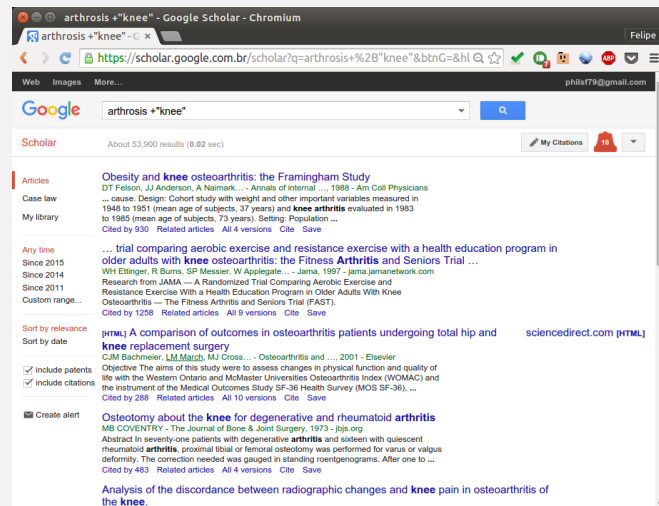 arthrosis +"knee" - Google Scholar - Chromium
arthrosis +"knee" - G
Felipe
https://scholar.google.com.br/scholar?q=arthrosis+%2B"knee"&btnG=&hl
Web Images More…
philsf79@gmail.com
Google
arthrosis +"knee"
Scholar
About 53,900 results (0.02 sec)
My Citations
10
Articles
Case law
My library
Any time
Since 2015
Since 2014
Since 2011
Custom range...
Sort by relevance
Sort by date
include patents
include citations
Create alert
Obesity and knee osteoarthritis: the Framingham Study
DT Felson, JJ Anderson, A Naimark… - Annals of internal …, 1988 - Am Coll Physicians
... cause. Design: Cohort study with weight and other important variables measured in
1948 to 1951 (mean age of subjects, 37 years) and knee arthritis evaluated in 1983
to 1985 (mean age of subjects, 73 years). Setting: Population ...
Cited by 930 Related articles All 4 versions Cite Save
… trial comparing aerobic exercise and resistance exercise with a health education program in
older adults with knee osteoarthritis: the Fitness Arthritis and Seniors Trial …
WH Ettinger, R Burns, SP Messier, W Applegate… - Jama, 1997 - jama.jamanetwork.com
Research from JAMA — A Randomized Trial Comparing Aerobic Exercise and
Resistance Exercise With a Health Education Program in Older Adults With Knee
Osteoarthritis — The Fitness Arthritis and Seniors Trial (FAST).
Cited by 1258 Related articles All 9 versions Cite Save
[HTML] A comparison of outcomes in osteoarthritis patients undergoing total hip and
knee replacement surgery
sciencedirect.com [HTML]
CJM Bachmeier, LM March, MJ Cross… - Osteoarthritis and …, 2001 - Elsevier
Objective The aims of this study were to assess changes in physical function and quality of
life with the Western Ontario and McMaster Universities Osteoarthritis Index (WOMAC) and
the instrument of the Medical Outcomes Study SF-36 Health Survey (MOS SF-36), ...
Cited by 288 Related articles All 10 versions Cite Save
Osteotomy about the knee for degenerative and rheumatoid arthritis
MB COVENTRY - The Journal of Bone & Joint Surgery, 1973 - jbjs.org
Abstract In seventy-one patients with degenerative arthritis and sixteen with quiescent
rheumatoid arthritis, proximal tibial or femoral osteotomy was performed for varus or valgus
deformity. The correction needed was gauged in standing roentgenograms. After one to ...
Cited by 483 Related articles All 4 versions Cite Save
Analysis of the discordance between radiographic changes and knee pain in osteoarthritis of
the knee.